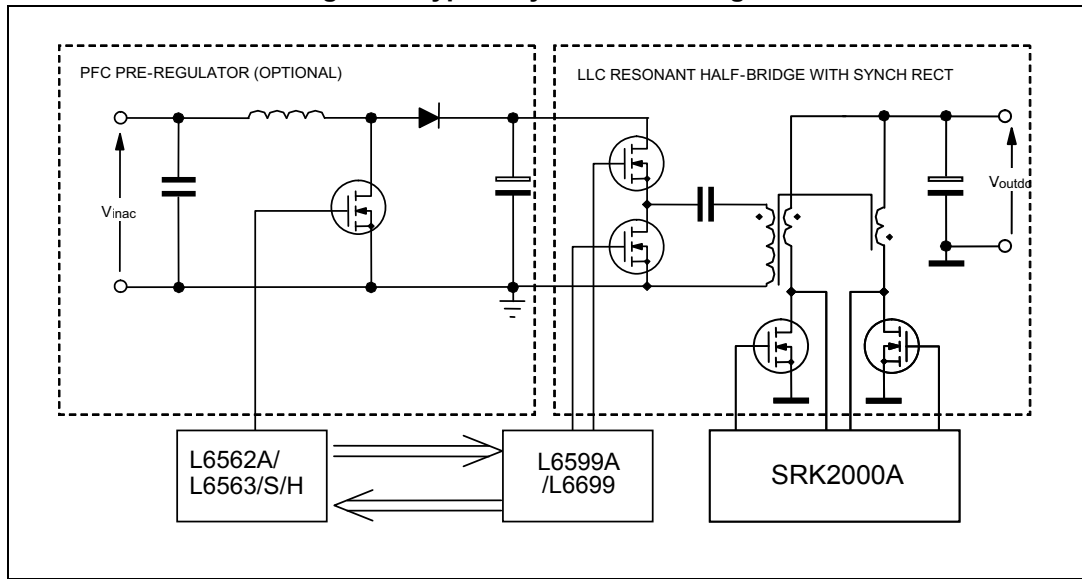 PFC PRE-REGULATOR (OPTIONAL)
LLC RESONANT HALF-BRIDGE WITH SYNCH RECT
Vinac
Voutdc
L6562A/
L6563/S/H
L6599A
/L6699
SRK2000A